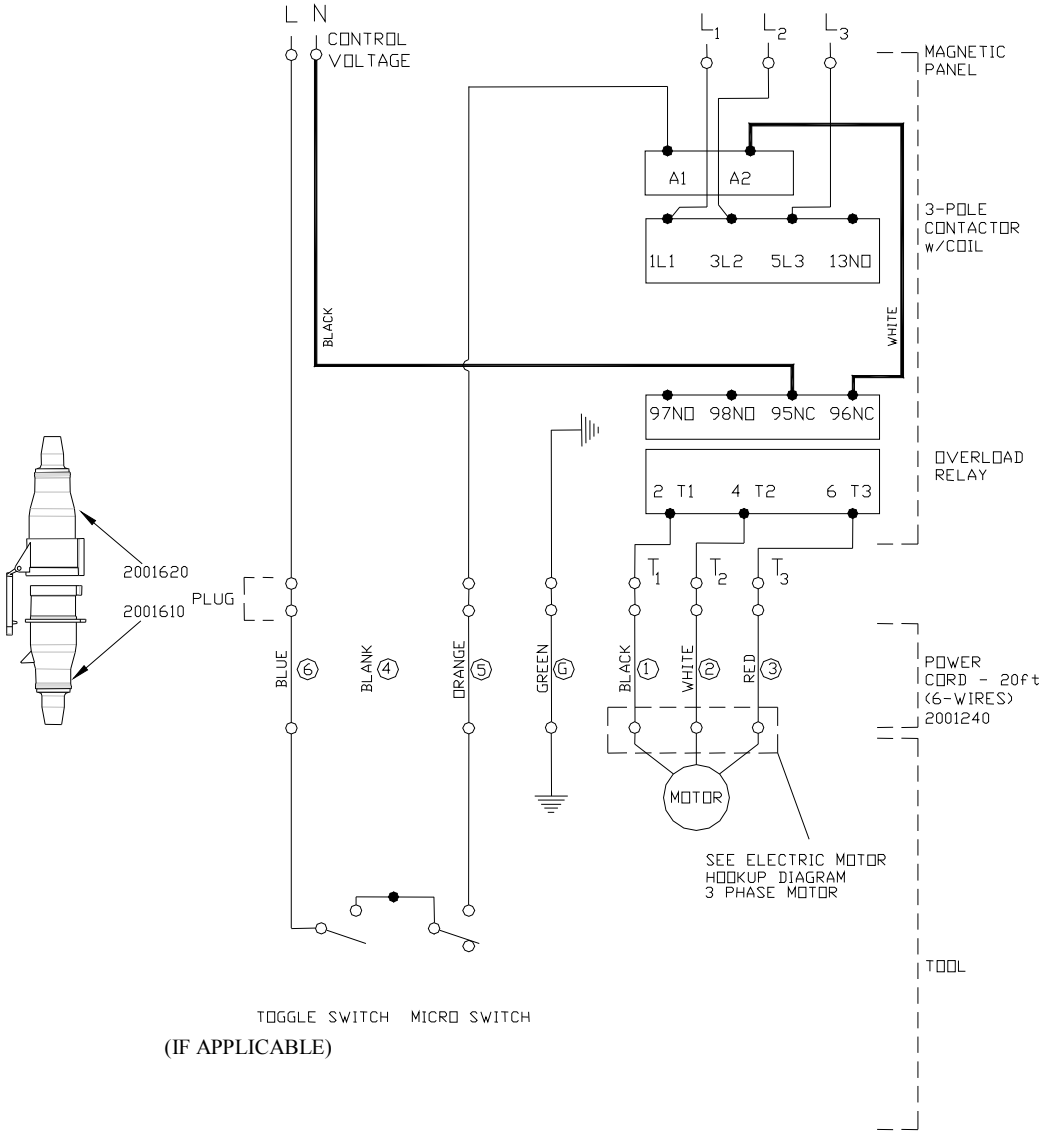 L N
CONTROL
VOLTAGE
L1 L2 L3
MAGNETIC
PANEL
A1 A2
3-POLE
CONTACTOR
w/COIL
1L1 3L2 5L3 13NO
BLACK
WHITE
97NO 98NO 95NC 96NC
OVERLOAD
RELAY
2 T1 4 T2 6 T3
T1 T2 T3
2001620
PLUG
2001610
BLUE 6
BLANK 4
ORANGE 5
GREEN G
BLACK 1
WHITE 2
RED 3
POWER
CORD - 20ft
(6-WIRES)
2001240
MOTOR
SEE ELECTRIC MOTOR
HOOKUP DIAGRAM
3 PHASE MOTOR
TOOL
TOGGLE SWITCH MICRO SWITCH
(IF APPLICABLE)